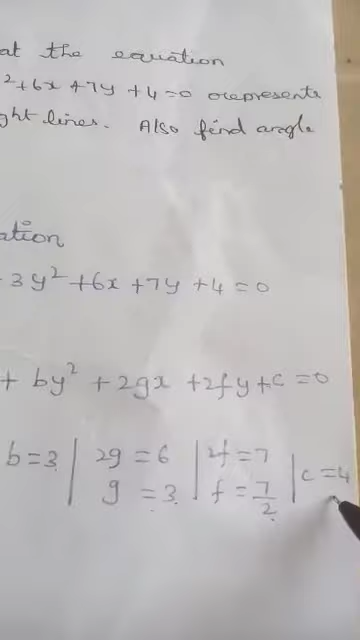 at the equation
²+6x+7y+4=0 represents
ght lines. Also find angle
ation
3y²+6x+7y+4=0
+ by² +2gx +2fy+c=0
b=3 | 2g=6 | 2f=7 | c=4
g=3 f=7/2